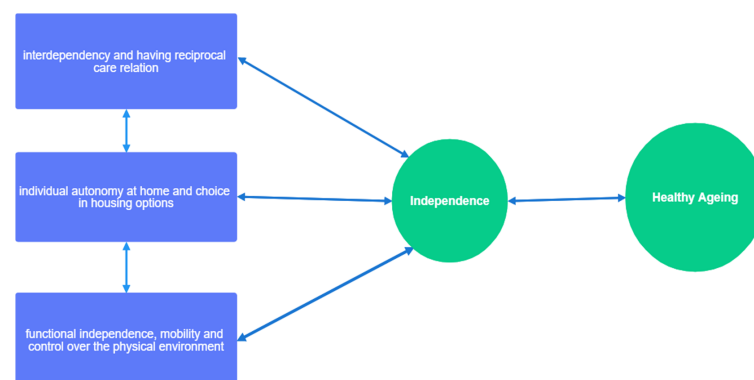 interdependency and having reciprocal
care relation
individual autonomy at home and choice
in housing options
functional independence, mobility and
control over the physical environment
Independence
Healthy Ageing